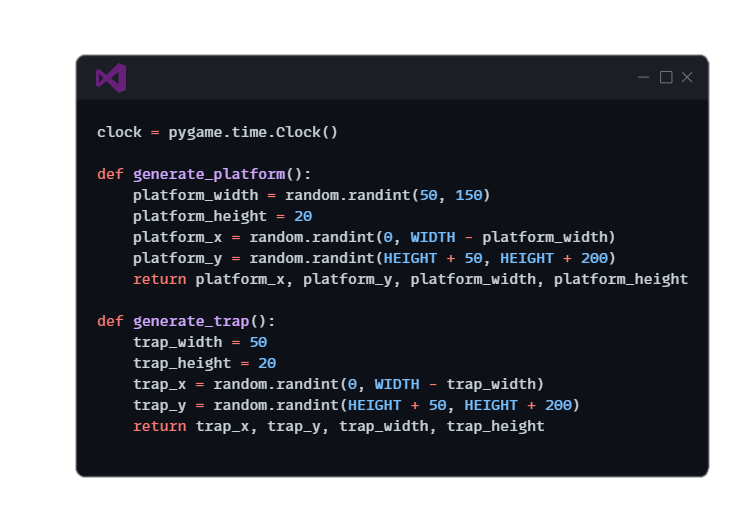 clock = pygame.time.Clock()
def generate_platform():
    platform_width = random.randint(50, 150)
    platform_height = 20
    platform_x = random.randint(0, WIDTH - platform_width)
    platform_y = random.randint(HEIGHT + 50, HEIGHT + 200)
    return platform_x, platform_y, platform_width, platform_height
def generate_trap():
    trap_width = 50
    trap_height = 20
    trap_x = random.randint(0, WIDTH - trap_width)
    trap_y = random.randint(HEIGHT + 50, HEIGHT + 200)
    return trap_x, trap_y, trap_width, trap_height